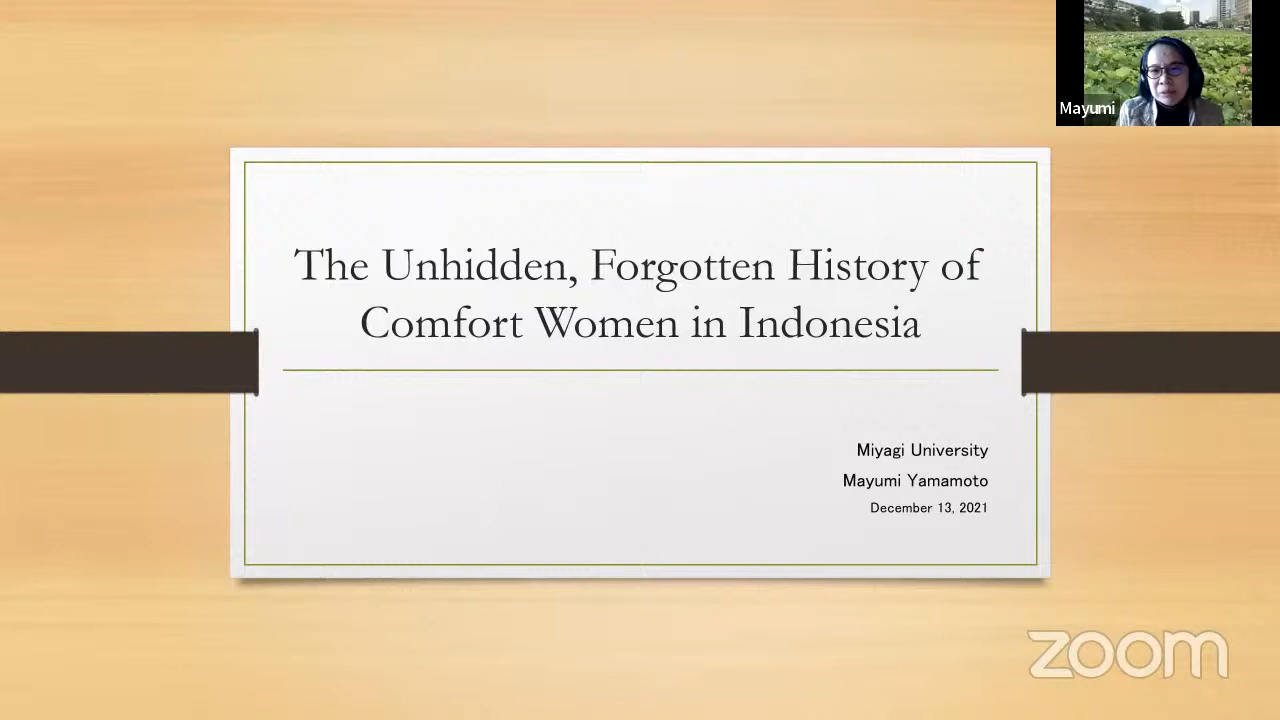 Mayumi
The Unhidden, Forgotten History of
Comfort Women in Indonesia
Miyagi University
Mayumi Yamamoto
December 13, 2021
zoom